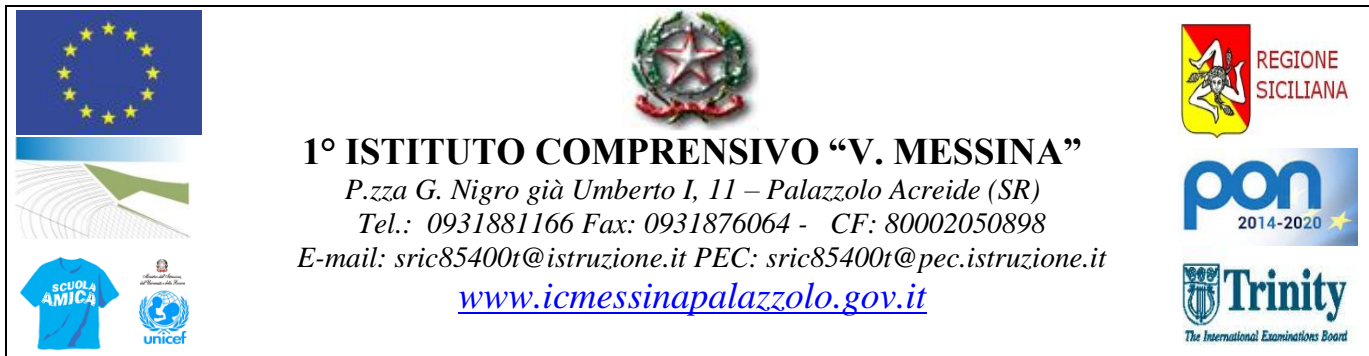 1° ISTITUTO COMPRENSIVO “V. MESSINA”
P.zza G. Nigro già Umberto I, 11 – Palazzolo Acreide (SR)
Tel.: 0931881166 Fax: 0931876064 - CF: 80002050898
E-mail: sric85400t@istruzione.it PEC: sric85400t@pec.istruzione.it
www.icmessinapalazzolo.gov.it
SCUOLA
AMICA
unicef
REGIONE
SICILIANA
pon
2014-2020
Trinity
The International Examinations Board